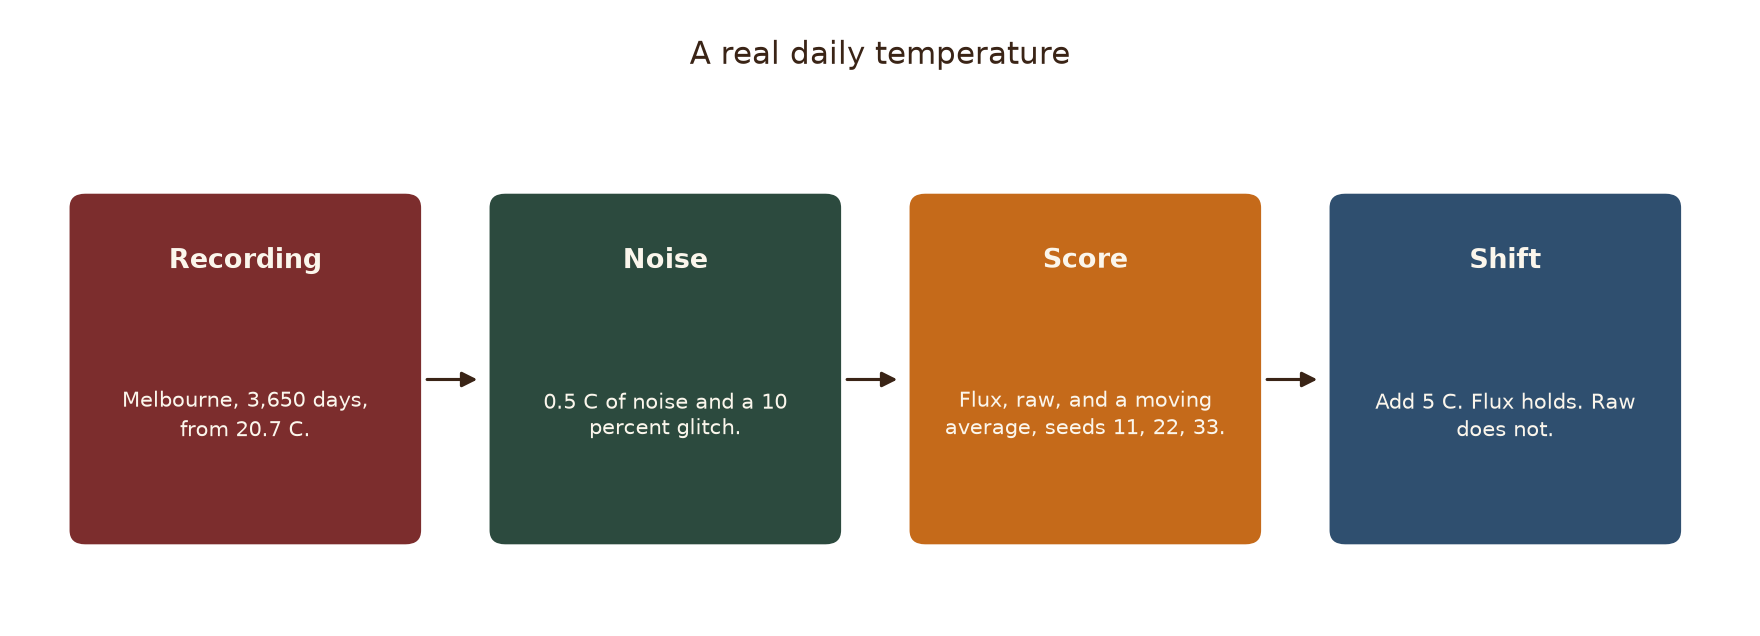 A real daily temperature
Recording
Melbourne, 3,650 days,
from 20.7 C.
Noise
0.5 C of noise and a 10
percent glitch.
Score
Flux, raw, and a moving
average, seeds 11, 22, 33.
Shift
Add 5 C. Flux holds. Raw
does not.